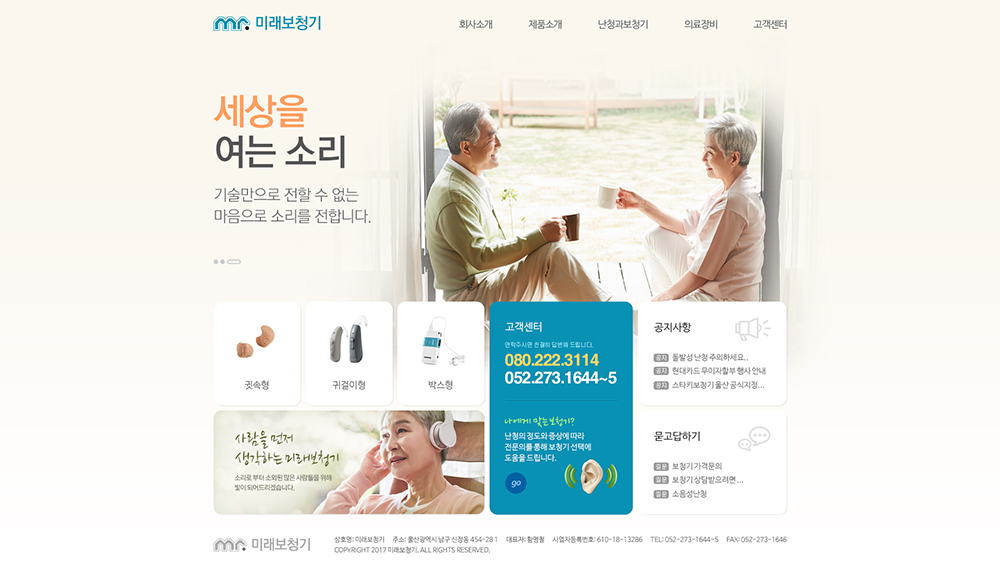 mr. 미래보청기
회사소개 제품소개 난청과보청기 의료장비 고객센터
세상을
여는 소리
기술만으로 전할 수 없는
마음으로 소리를 전합니다.
귓속형
귀걸이형
박스형
고객센터
연락주시면 친절히 답변해 드립니다.
080.222.3114
052.273.1644~5
나에게 맞는 보청기?
난청의 정도와 증상에 따라
전문의를 통해 보청기 선택에
도움을 드립니다.
go
공지사항
공지 돌발성 난청 주의하세요..
공지 현대카드 무이자할부 행사 안내
공지 스타키보청기 울산 공식지정...
사람을 먼저
생각하는 미래보청기
소리로 부터 소외된 많은 사람들을 위해
빛이 되어드리겠습니다.
묻고답하기
질문 보청기 가격문의
질문 보청기 상담받으려면...
질문 소음성난청
mr. 미래보청기
상호명: 미래보청기 주소: 울산광역시 남구 신정동 454-28 1 대표자: 황명철 사업자등록번호: 610-18-13286 TEL: 052-273-1644~5 FAX: 052-273-1646
COPYRIGHT 2017 미래보청기. ALL RIGHTS RESERVED.